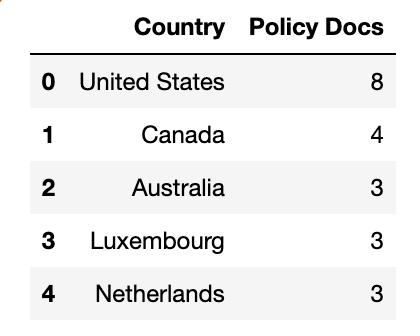 Country Policy Docs
0 United States 8
1 Canada 4
2 Australia 3
3 Luxembourg 3
4 Netherlands 3